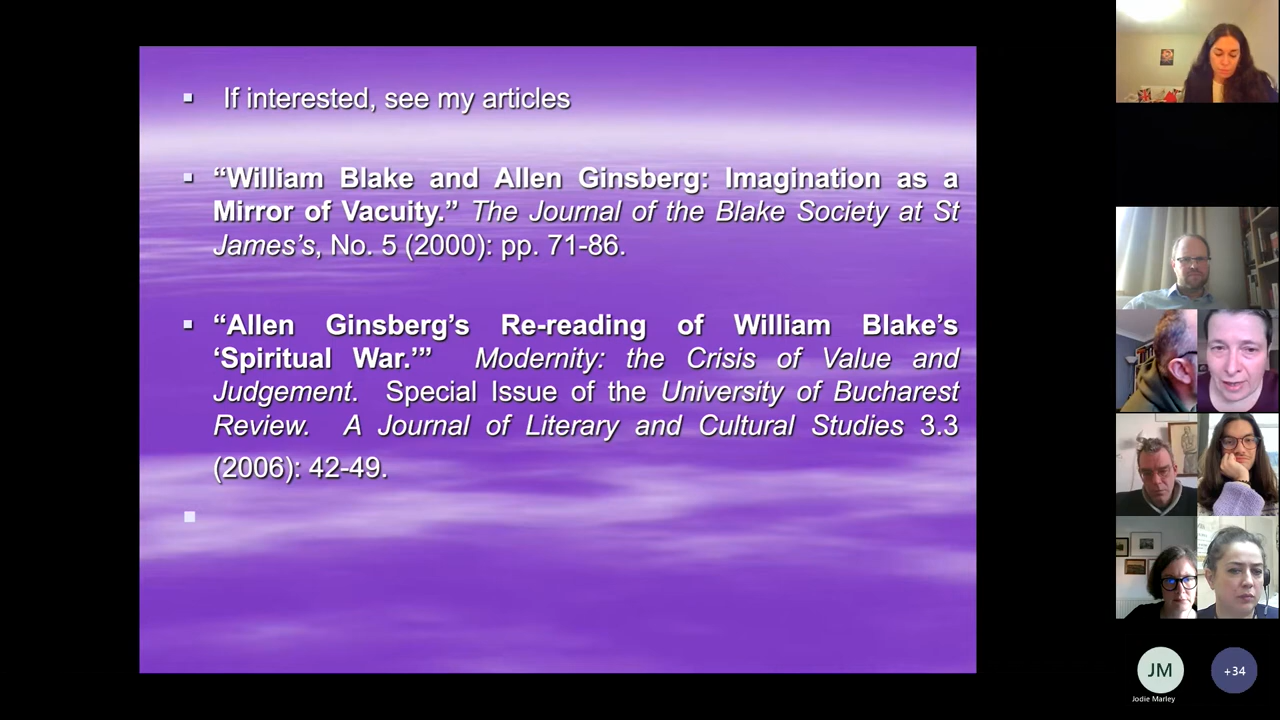 ▪ If interested, see my articles
▪ “William Blake and Allen Ginsberg: Imagination as a
Mirror of Vacuity.” The Journal of the Blake Society at St
James’s, No. 5 (2000): pp. 71-86.
▪ “Allen Ginsberg’s Re-reading of William Blake’s
‘Spiritual War.’” Modernity: the Crisis of Value and
Judgement. Special Issue of the University of Bucharest
Review. A Journal of Literary and Cultural Studies 3.3
(2006): 42-49.
▪
JM
+34
Jodie Marley